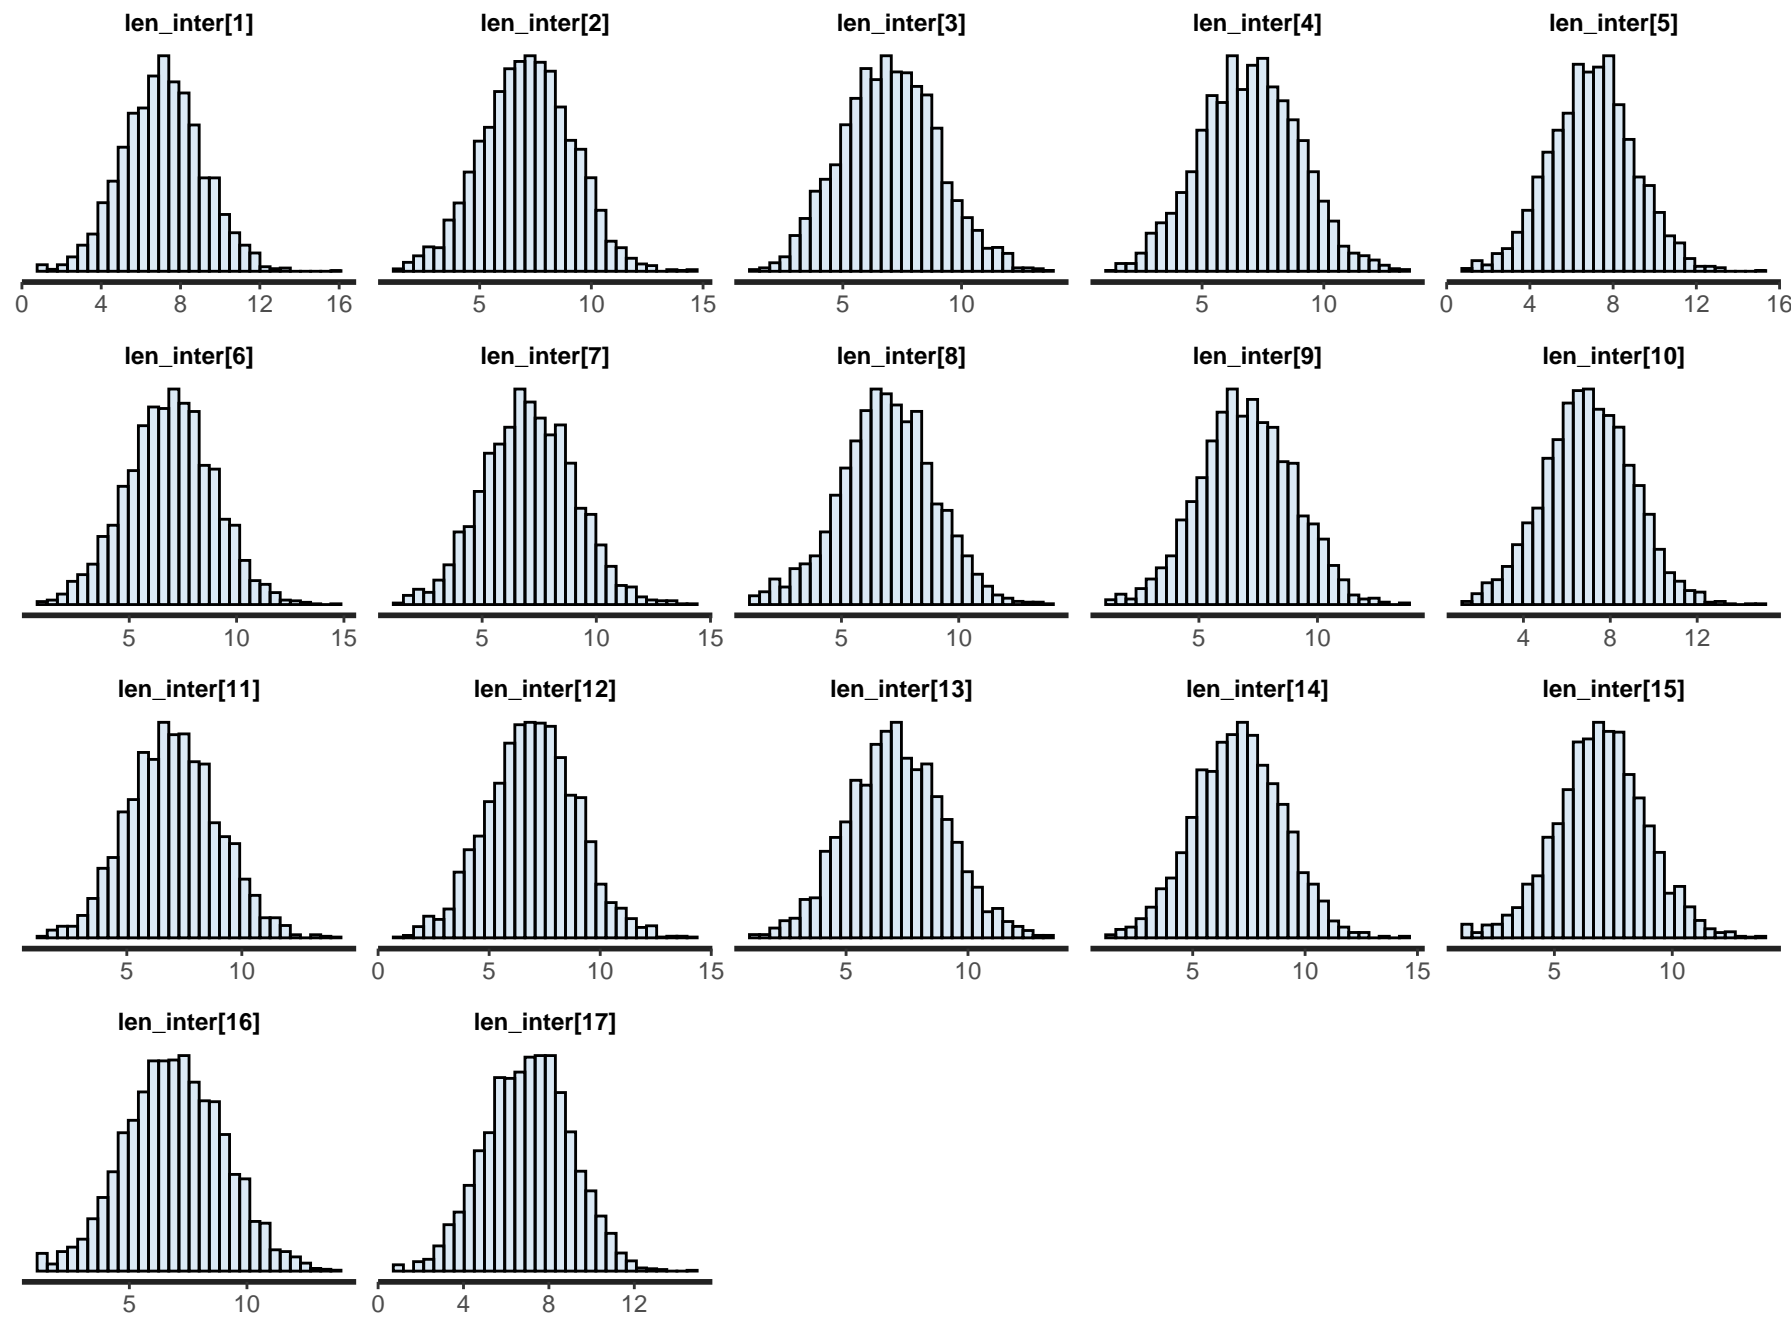 len_inter[1] len_inter[2] len_inter[3] len_inter[4] len_inter[5]
0 4 8 12 16 5 10 15 5 10 5 10 0 4 8 12 16
len_inter[6] len_inter[7] len_inter[8] len_inter[9] len_inter[10]
5 10 15 5 10 15 5 10 5 10 4 8 12
len_inter[11] len_inter[12] len_inter[13] len_inter[14] len_inter[15]
5 10 0 5 10 15 5 10 5 10 15 5 10
len_inter[16] len_inter[17]
5 10 0 4 8 12